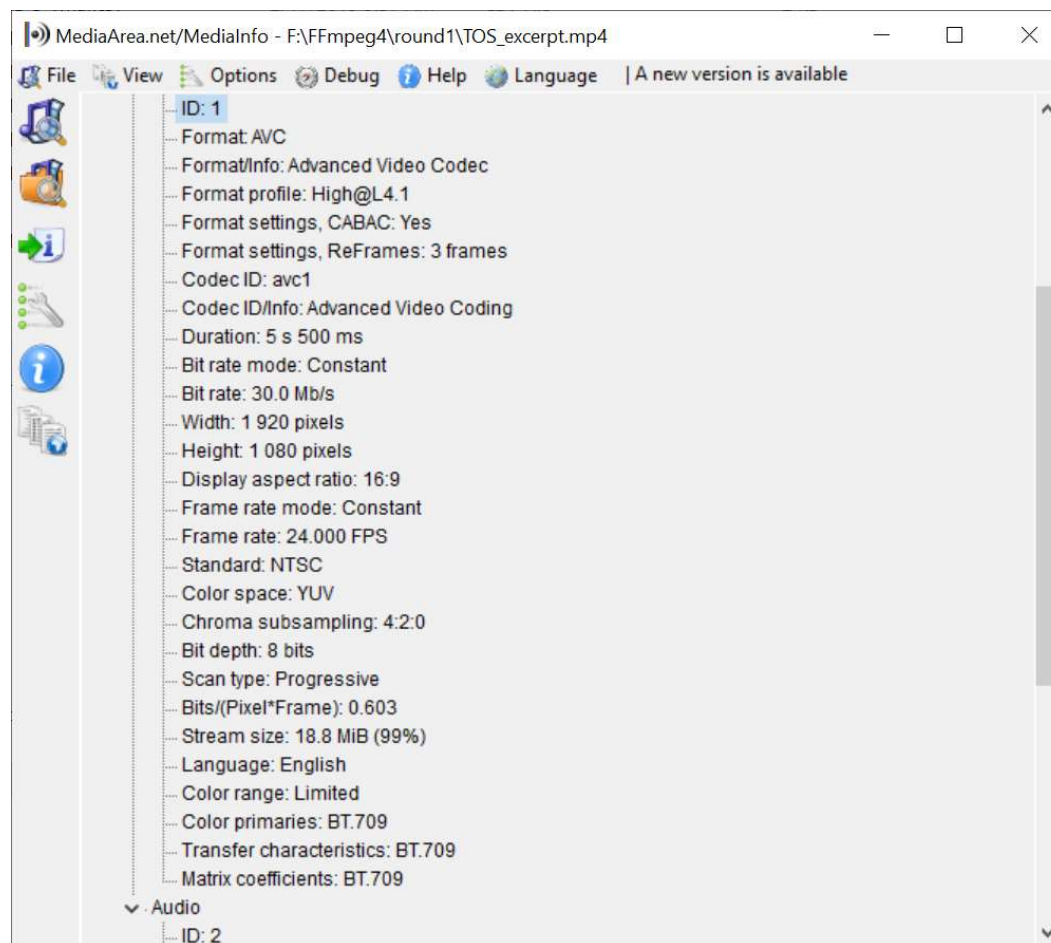 MediaArea.net/MediaInfo - F:\FFmpeg4\round1\TOS_excerpt.mp4
File View Options Debug Help Language | A new version is available
ID: 1
Format: AVC
Format/Info: Advanced Video Codec
Format profile: High@L4.1
Format settings, CABAC: Yes
Format settings, ReFrames: 3 frames
Codec ID: avc1
Codec ID/Info: Advanced Video Coding
Duration: 5 s 500 ms
Bit rate mode: Constant
Bit rate: 30.0 Mb/s
Width: 1 920 pixels
Height: 1 080 pixels
Display aspect ratio: 16:9
Frame rate mode: Constant
Frame rate: 24.000 FPS
Standard: NTSC
Color space: YUV
Chroma subsampling: 4:2:0
Bit depth: 8 bits
Scan type: Progressive
Bits/(Pixel*Frame): 0.603
Stream size: 18.8 MiB (99%)
Language: English
Color range: Limited
Color primaries: BT.709
Transfer characteristics: BT.709
Matrix coefficients: BT.709
Audio
ID: 2